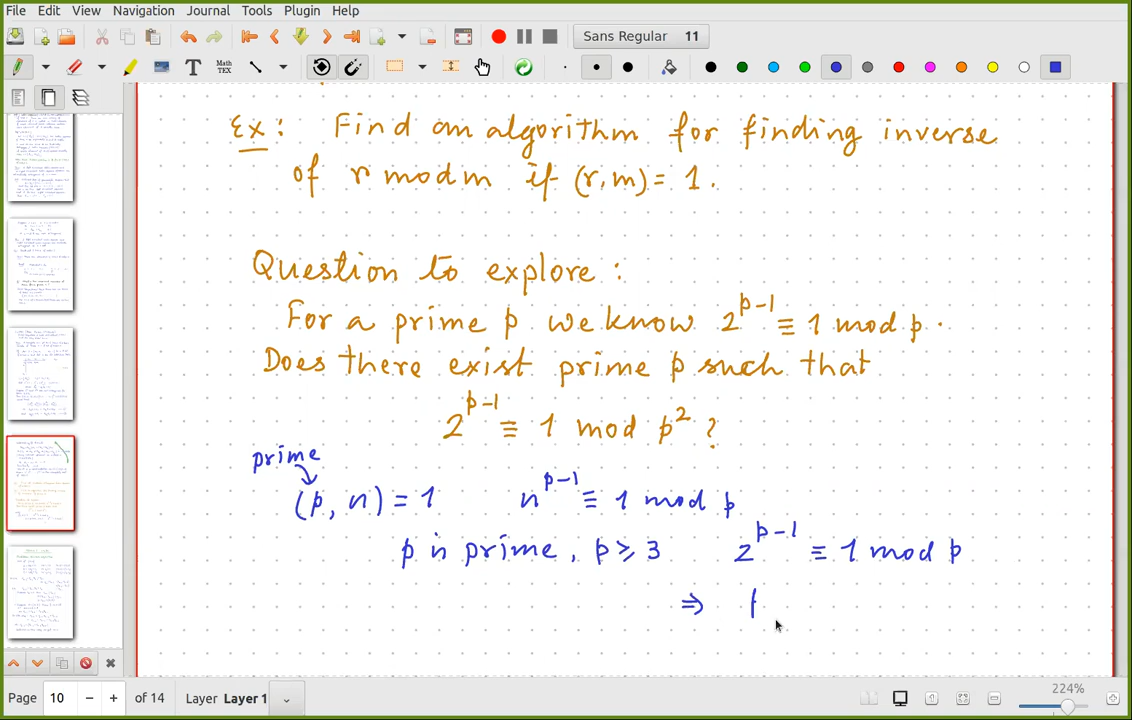 File Edit View Navigation Journal Tools Plugin Help
Sans Regular 11
T Math TEX
Ex : Find an algorithm for finding inverse
of r mod m if (r, m) = 1.
Question to explore :
For a prime p we know 2^{p-1} ≡ 1 mod p.
Does there exist prime p such that
2^{p-1} ≡ 1 mod p^2 ?
prime
(p, n) = 1 n^{p-1} ≡ 1 mod p
p is prime, p ≥ 3 2^{p-1} ≡ 1 mod p
⇒
Page 10 of 14 Layer Layer 1 224%